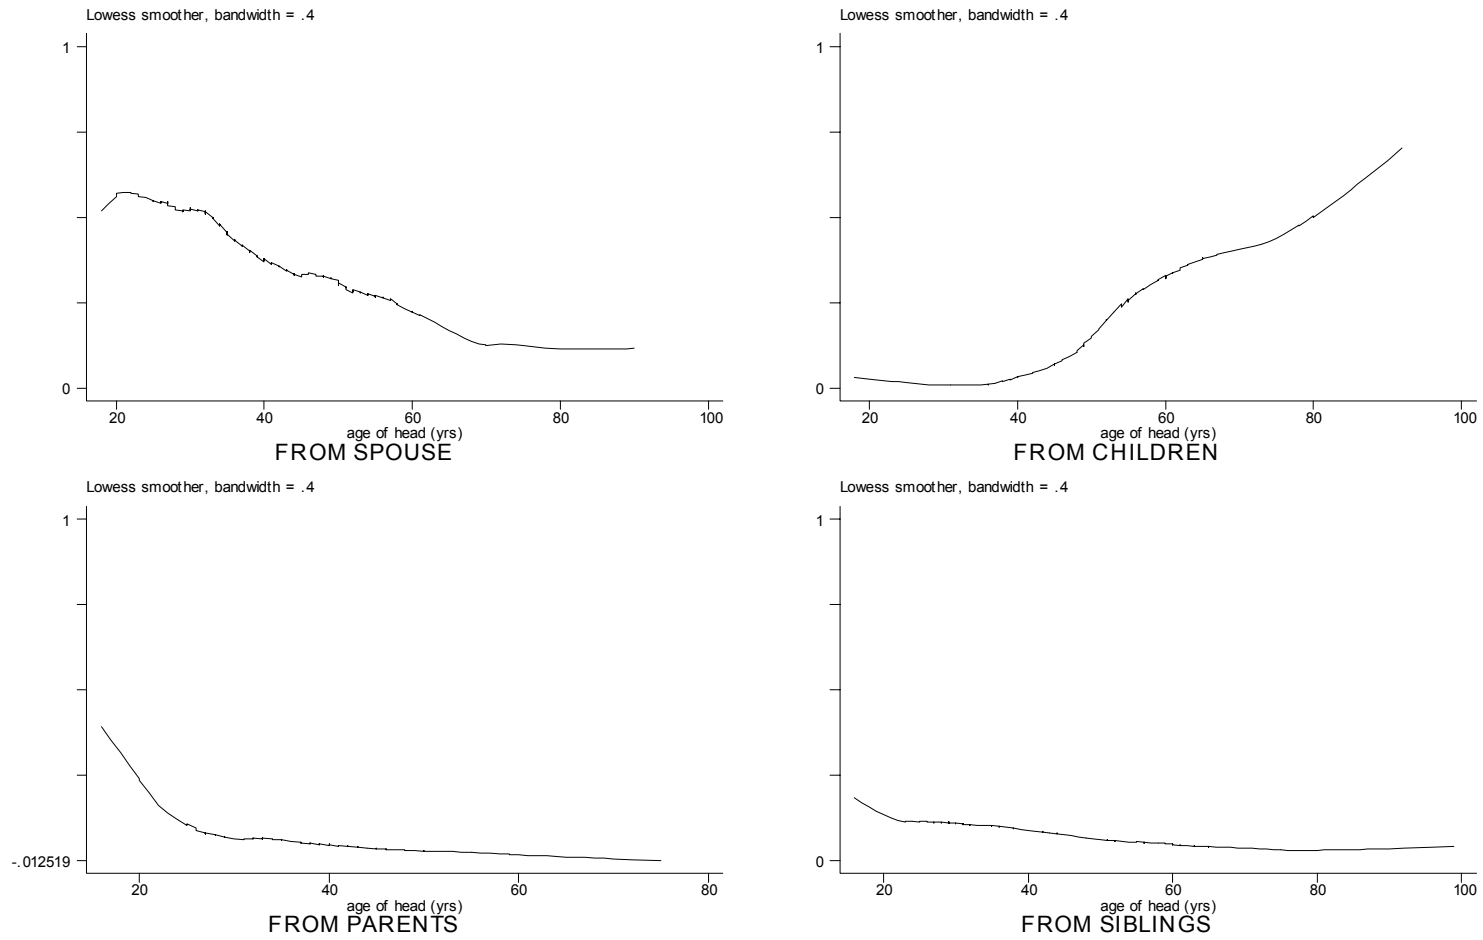 Lowess smoother, bandwidth = .4
1
0
20 40 60 80 100
age of head (yrs)
FROM SPOUSE
Lowess smoother, bandwidth = .4
1
0
20 40 60 80 100
age of head (yrs)
FROM CHILDREN
Lowess smoother, bandwidth = .4
1
-.012519
20 40 60 80
age of head (yrs)
FROM PARENTS
Lowess smoother, bandwidth = .4
1
0
20 40 60 80 100
age of head (yrs)
FROM SIBLINGS